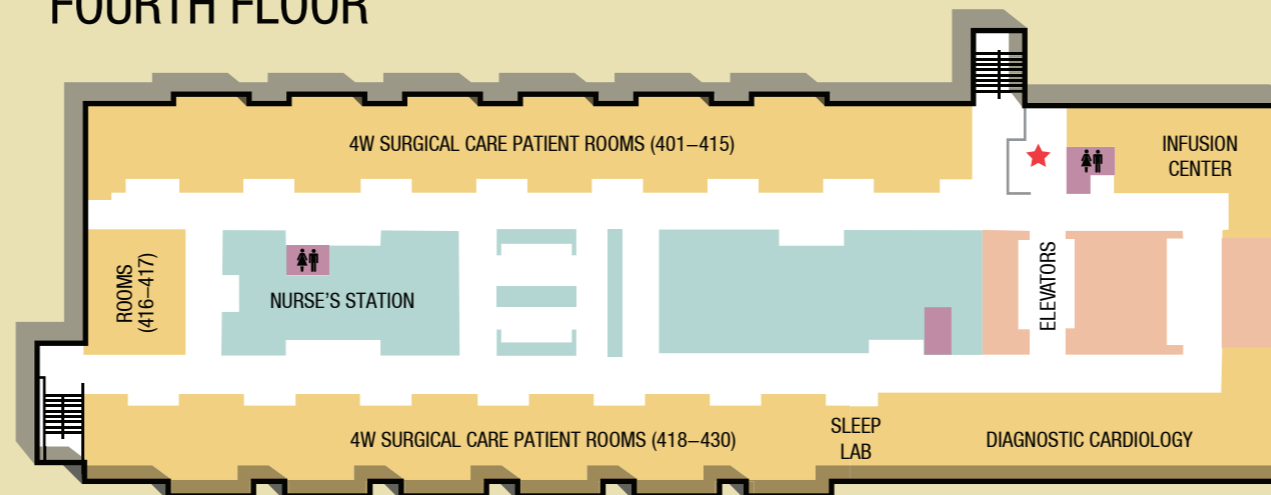 FOURTH FLOOR
4W SURGICAL CARE PATIENT ROOMS (401–415)
INFUSION
CENTER
ROOMS
(416–417)
NURSE'S STATION
ELEVATORS
4W SURGICAL CARE PATIENT ROOMS (418–430)
SLEEP
LAB
DIAGNOSTIC CARDIOLOGY